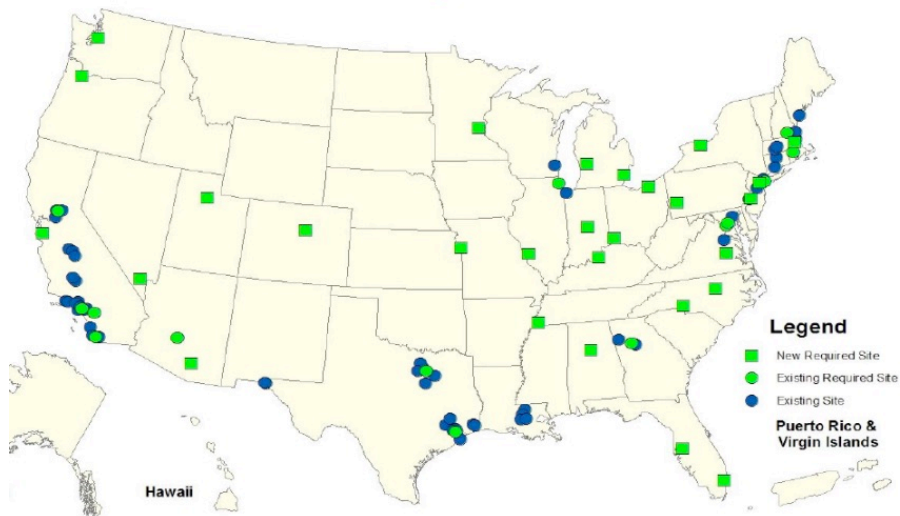 Legend
New Required Site
Existing Required Site
Existing Site
Puerto Rico &
Virgin Islands
Hawaii